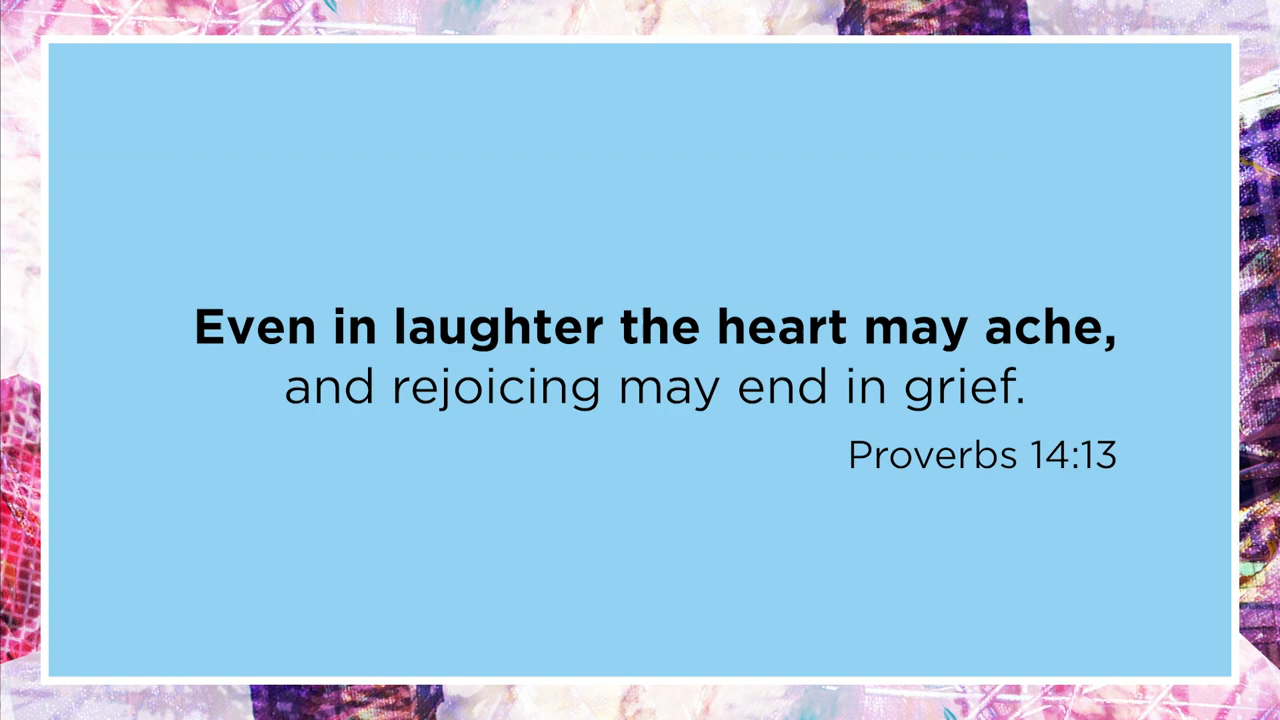 Even in laughter the heart may ache,
and rejoicing may end in grief.
Proverbs 14:13